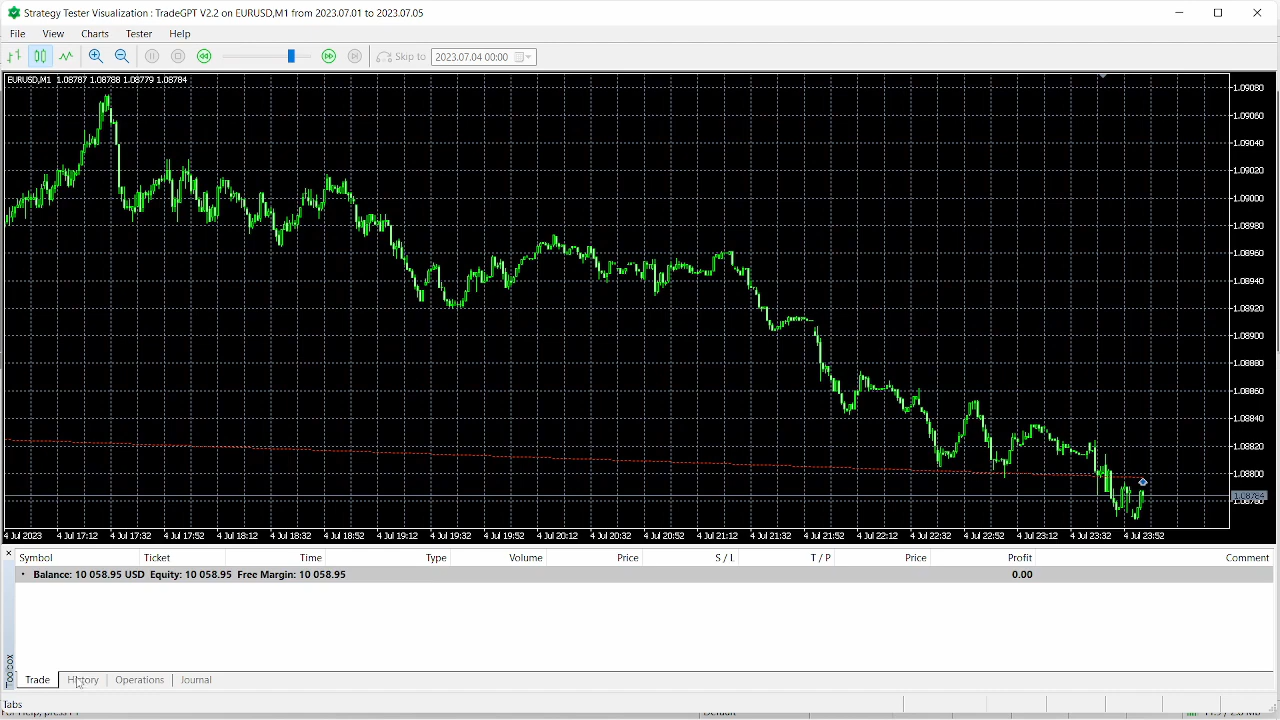 Strategy Tester Visualization : TradeGPT V2.2 on EURUSD,M1 from 2023.07.01 to 2023.07.05
File View Charts Tester Help
Skip to 2023.07.04 00:00
EURUSD,M1 1.08787 1.08788 1.08779 1.08784
1.09080
1.09060
1.09040
1.09020
1.09000
1.08980
1.08960
1.08940
1.08920
1.08900
1.08880
1.08860
1.08840
1.08820
1.08800
1.08784
4 Jul 2023 4 Jul 17:12 4 Jul 17:32 4 Jul 17:52 4 Jul 18:12 4 Jul 18:32 4 Jul 18:52 4 Jul 19:12 4 Jul 19:32 4 Jul 19:52 4 Jul 20:12 4 Jul 20:32 4 Jul 20:52 4 Jul 21:12 4 Jul 21:32 4 Jul 21:52 4 Jul 22:12 4 Jul 22:32 4 Jul 22:52 4 Jul 23:12 4 Jul 23:32 4 Jul 23:52
Symbol Ticket Time Type Volume Price S / L T / P Price Profit Comment
Balance: 10 058.95 USD Equity: 10 058.95 Free Margin: 10 058.95 0.00
Toolbox
Trade History Operations Journal
Tabs